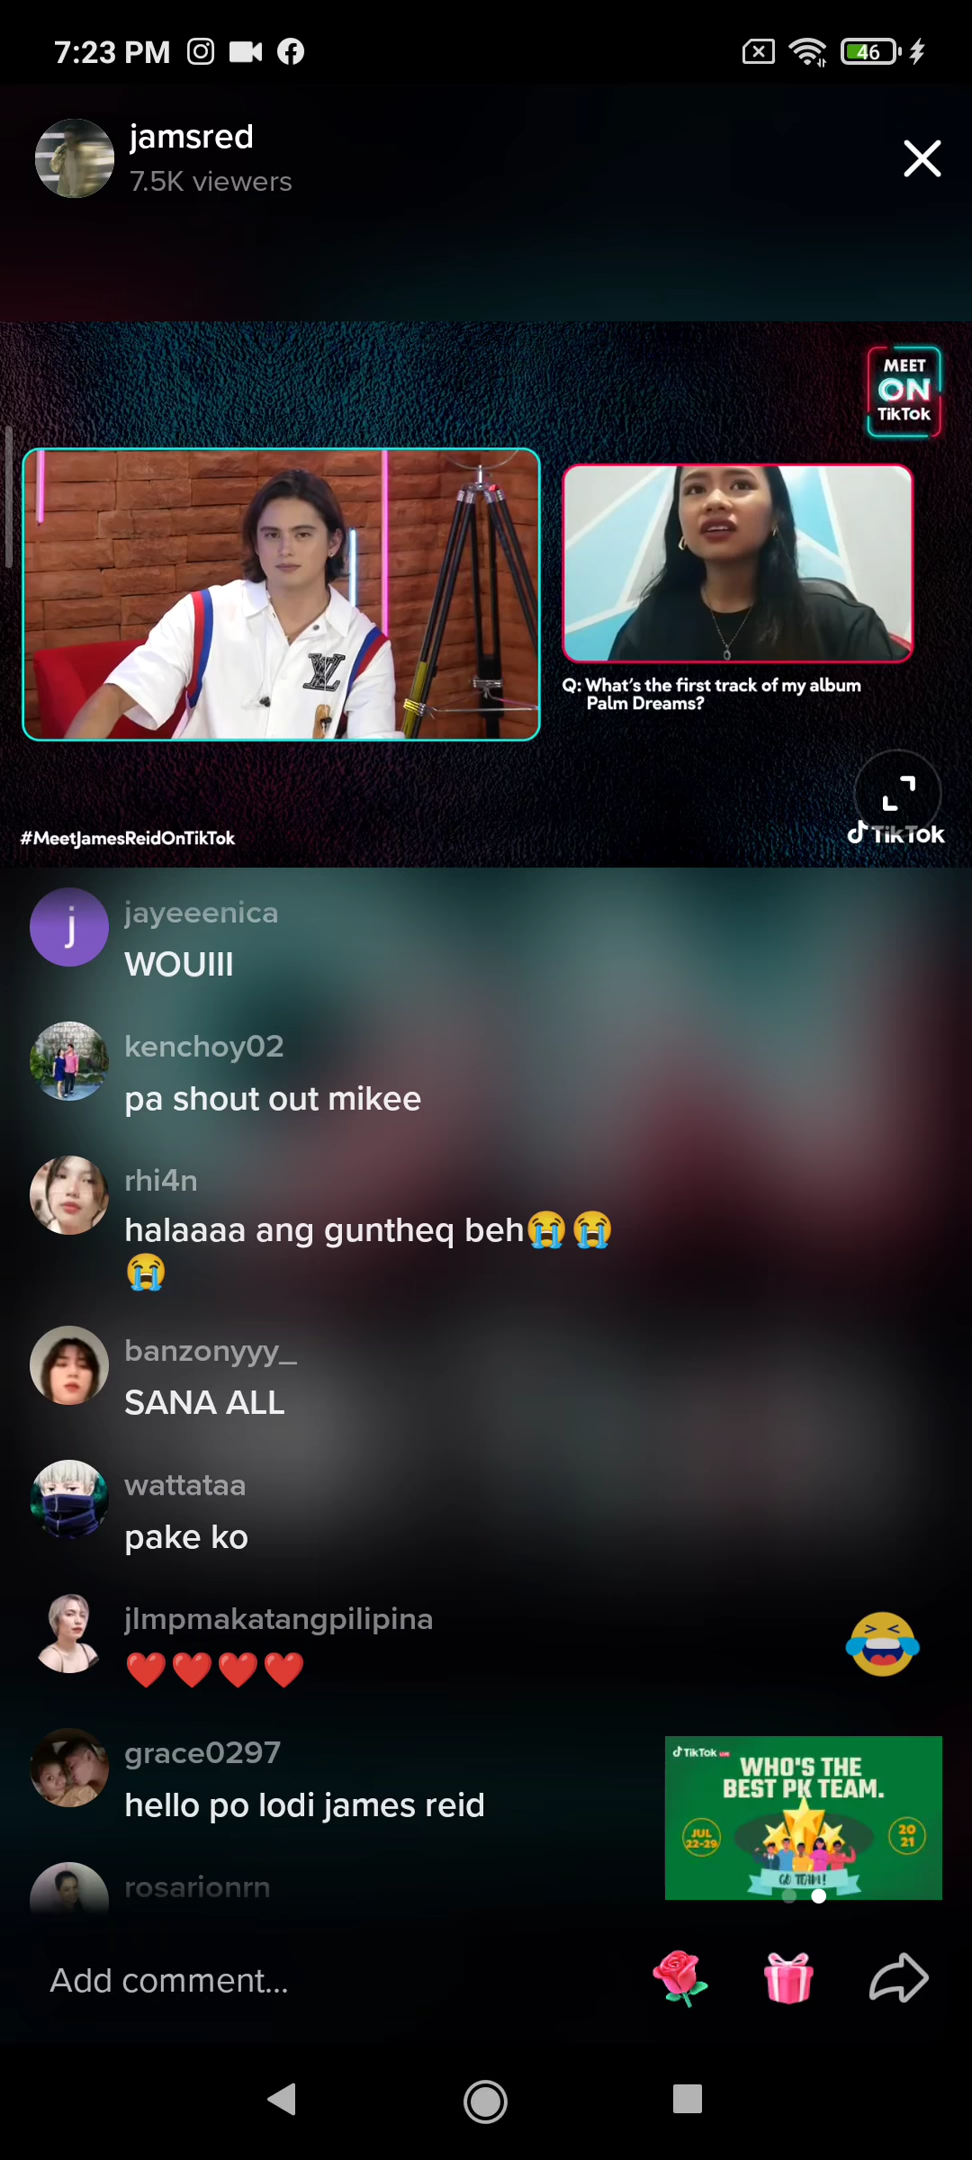 7:23 PM
46
jamsred
7.5K viewers
MEET
ON
TikTok
Q: What's the first track of my album
Palm Dreams?
#MeetJamesReidOnTikTok
TikTok
j
jayeeenica
WOUIII
kenchoy02
pa shout out mikee
rhi4n
halaaaa ang guntheq beh😭😭
😭
banzonyyy_
SANA ALL
wattataa
pake ko
jlmpmakatangpilipina
❤️❤️❤️❤️
grace0297
hello po lodi james reid
TikTok LIVE
WHO'S THE
BEST PK TEAM.
JUL
22-29
20
21
GO TEAM!
rosarionrn
Add comment...